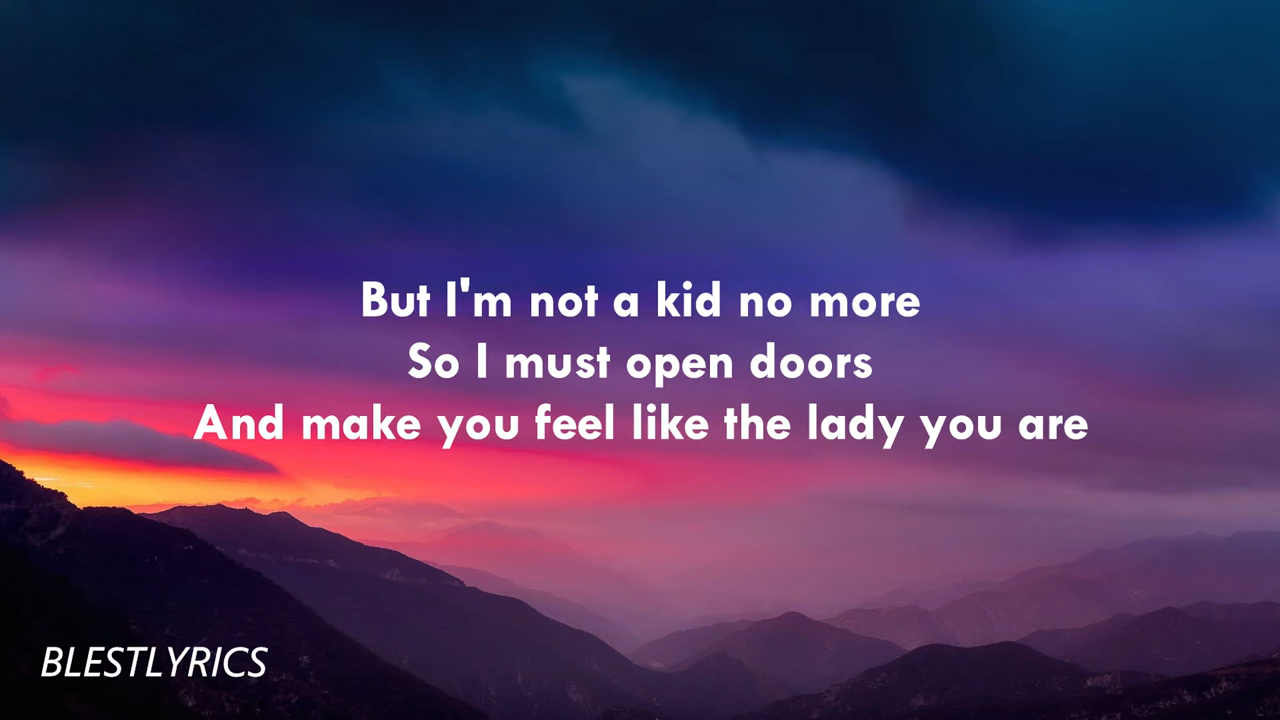 But I'm not a kid no more
So I must open doors
And make you feel like the lady you are
BLESTLYRICS